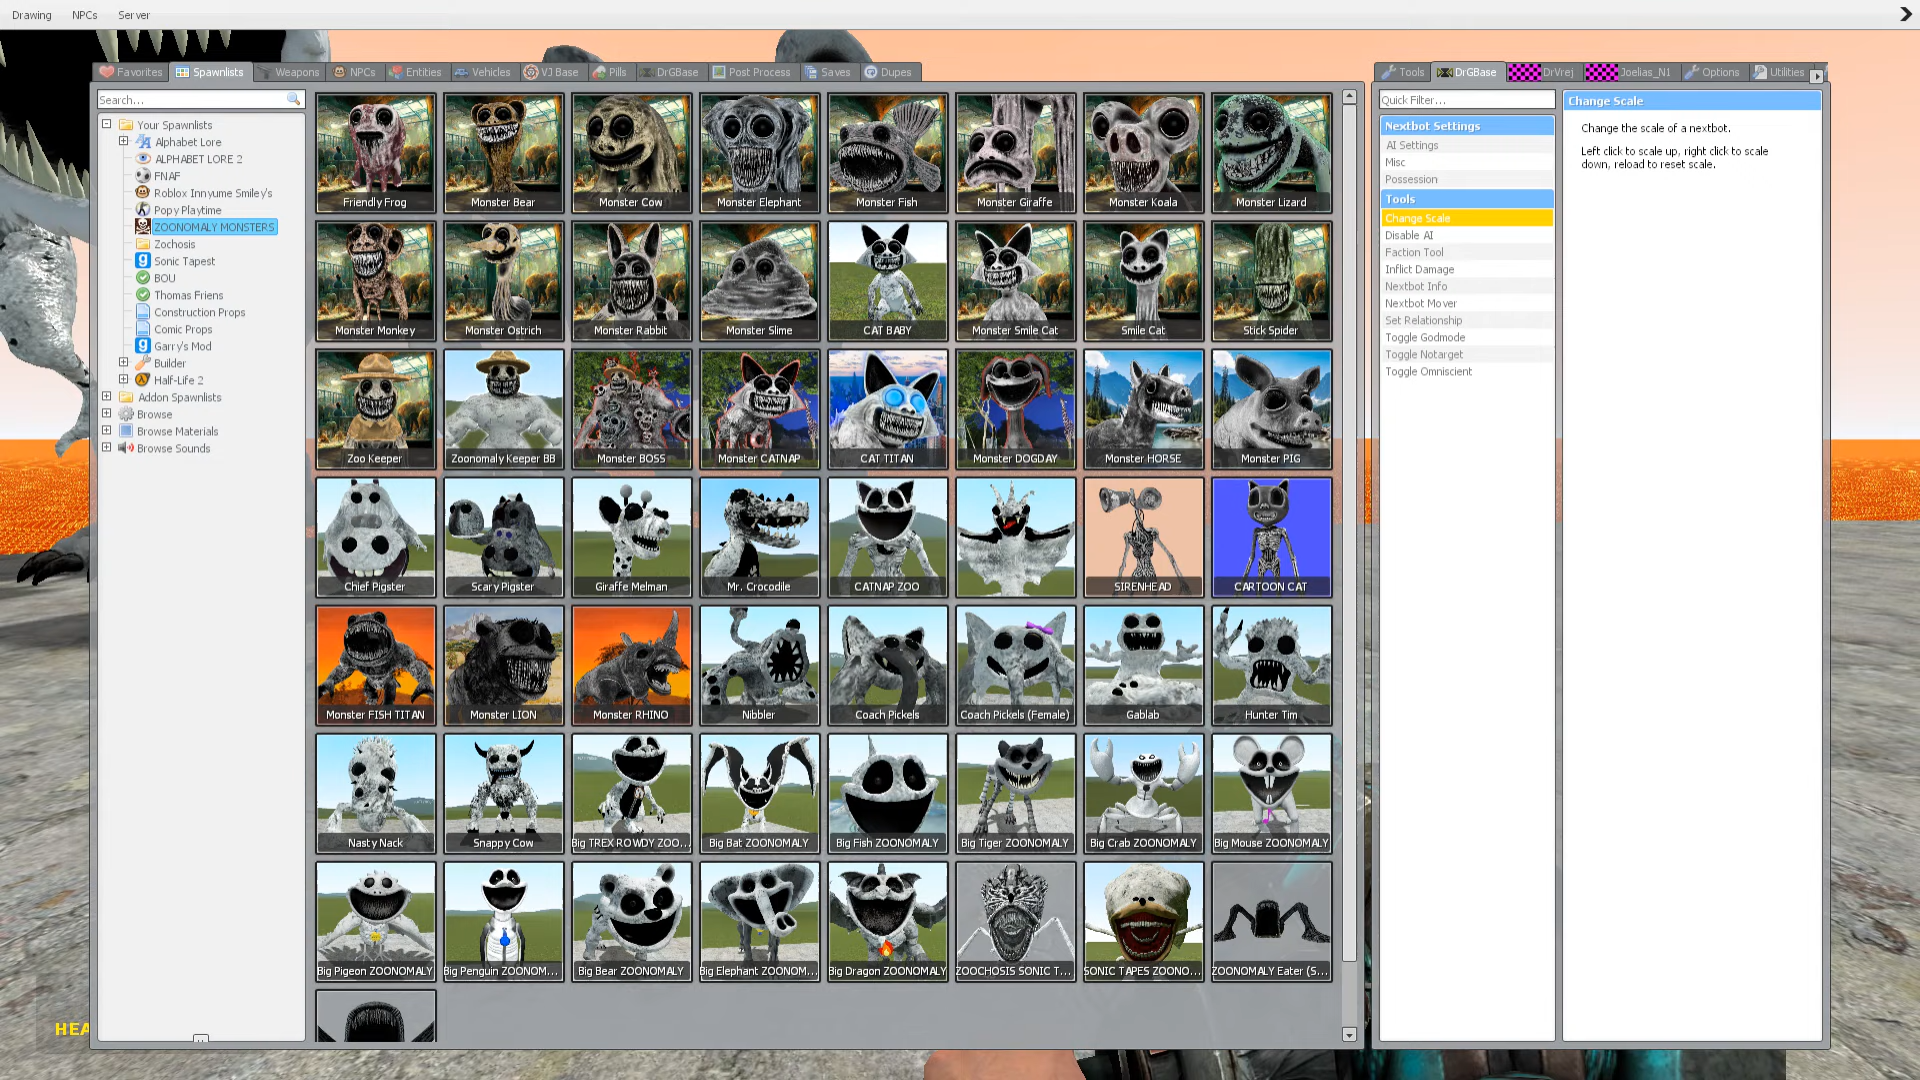 Drawing NPCs Server
Favorites Spawnlists Weapons NPCs Entities Vehicles VJ Base Pills DrGBase Post Process Saves Dupes
Tools DrGBase DrVrej Joelias_N1 Options Utilities
Search...
Your Spawnlists
Alphabet Lore
ALPHABET LORE 2
FNAF
Roblox Innyume Smiley's
Popy Playtime
ZOONOMALY MONSTERS
Zochosis
Sonic Tapest
BOU
Thomas Friens
Construction Props
Comic Props
Garry's Mod
Builder
Half-Life 2
Addon Spawnlists
Browse
Browse Materials
Browse Sounds
Friendly Frog Monster Bear Monster Cow Monster Elephant Monster Fish Monster Giraffe Monster Koala Monster Lizard
Monster Monkey Monster Ostrich Monster Rabbit Monster Slime CAT BABY Monster Smile Cat Smile Cat Stick Spider
Zoo Keeper Zoonomaly Keeper BB Monster BOSS Monster CATNAP CAT TITAN Monster DOGDAY Monster HORSE Monster PIG
Chief Pigster Scary Pigster Giraffe Melman Mr. Crocodile CATNAP ZOO SIRENHEAD CARTOON CAT
Monster FISH TITAN Monster LION Monster RHINO Nibbler Coach Pickels Coach Pickels (Female) Gablab Hunter Tim
Nasty Nack Snappy Cow Big TREX ROWDY ZOO... Big Bat ZOONOMALY Big Fish ZOONOMALY Big Tiger ZOONOMALY Big Crab ZOONOMALY Big Mouse ZOONOMALY
Big Pigeon ZOONOMALY Big Penguin ZOONOM... Big Bear ZOONOMALY Big Elephant ZOONOM... Big Dragon ZOONOMALY ZOOCHOSIS SONIC T... SONIC TAPES ZOONO... ZOONOMALY Eater (S...
Quick Filter...
Nextbot Settings
AI Settings
Misc
Possession
Tools
Change Scale
Disable AI
Faction Tool
Inflict Damage
Nextbot Info
Nextbot Mover
Set Relationship
Toggle Godmode
Toggle Notarget
Toggle Omniscient
Change Scale
Change the scale of a nextbot.
Left click to scale up, right click to scale
down, reload to reset scale.
HEA